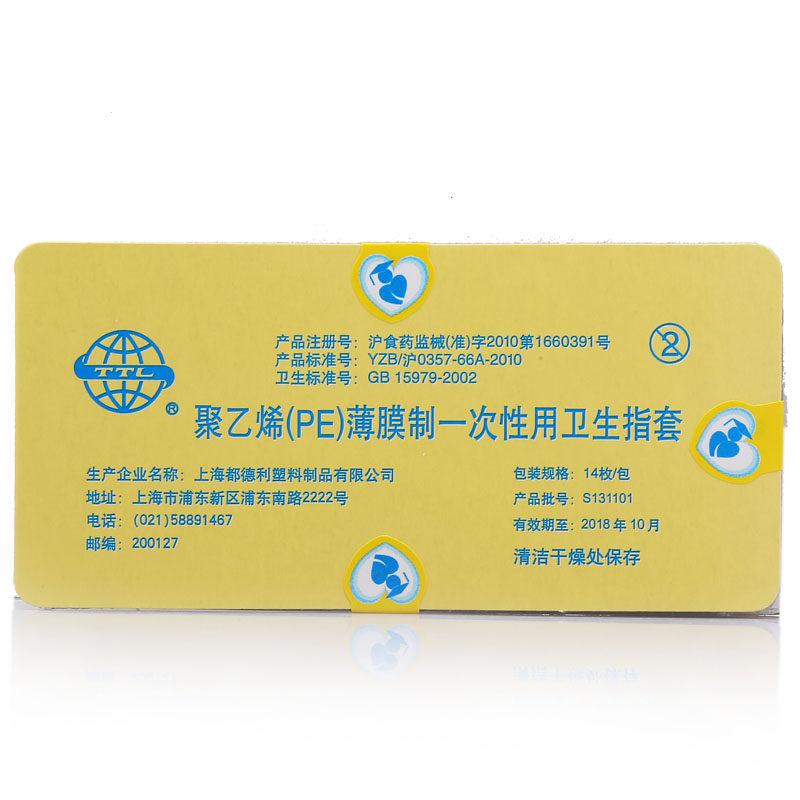 产品注册号：沪食药监械(准)字2010第1660391号
产品标准号：YZB/沪0357-66A-2010
卫生标准号：GB 15979-2002
2
TTL
®
聚乙烯(PE)薄膜制一次性用卫生指套
生产企业名称：上海都德利塑料制品有限公司
地址：上海市浦东新区浦东南路2222号
电话：(021)58891467
邮编：200127
包装规格：14枚/包
产品批号：S131101
有效期至：2018年10月
清洁干燥处保存